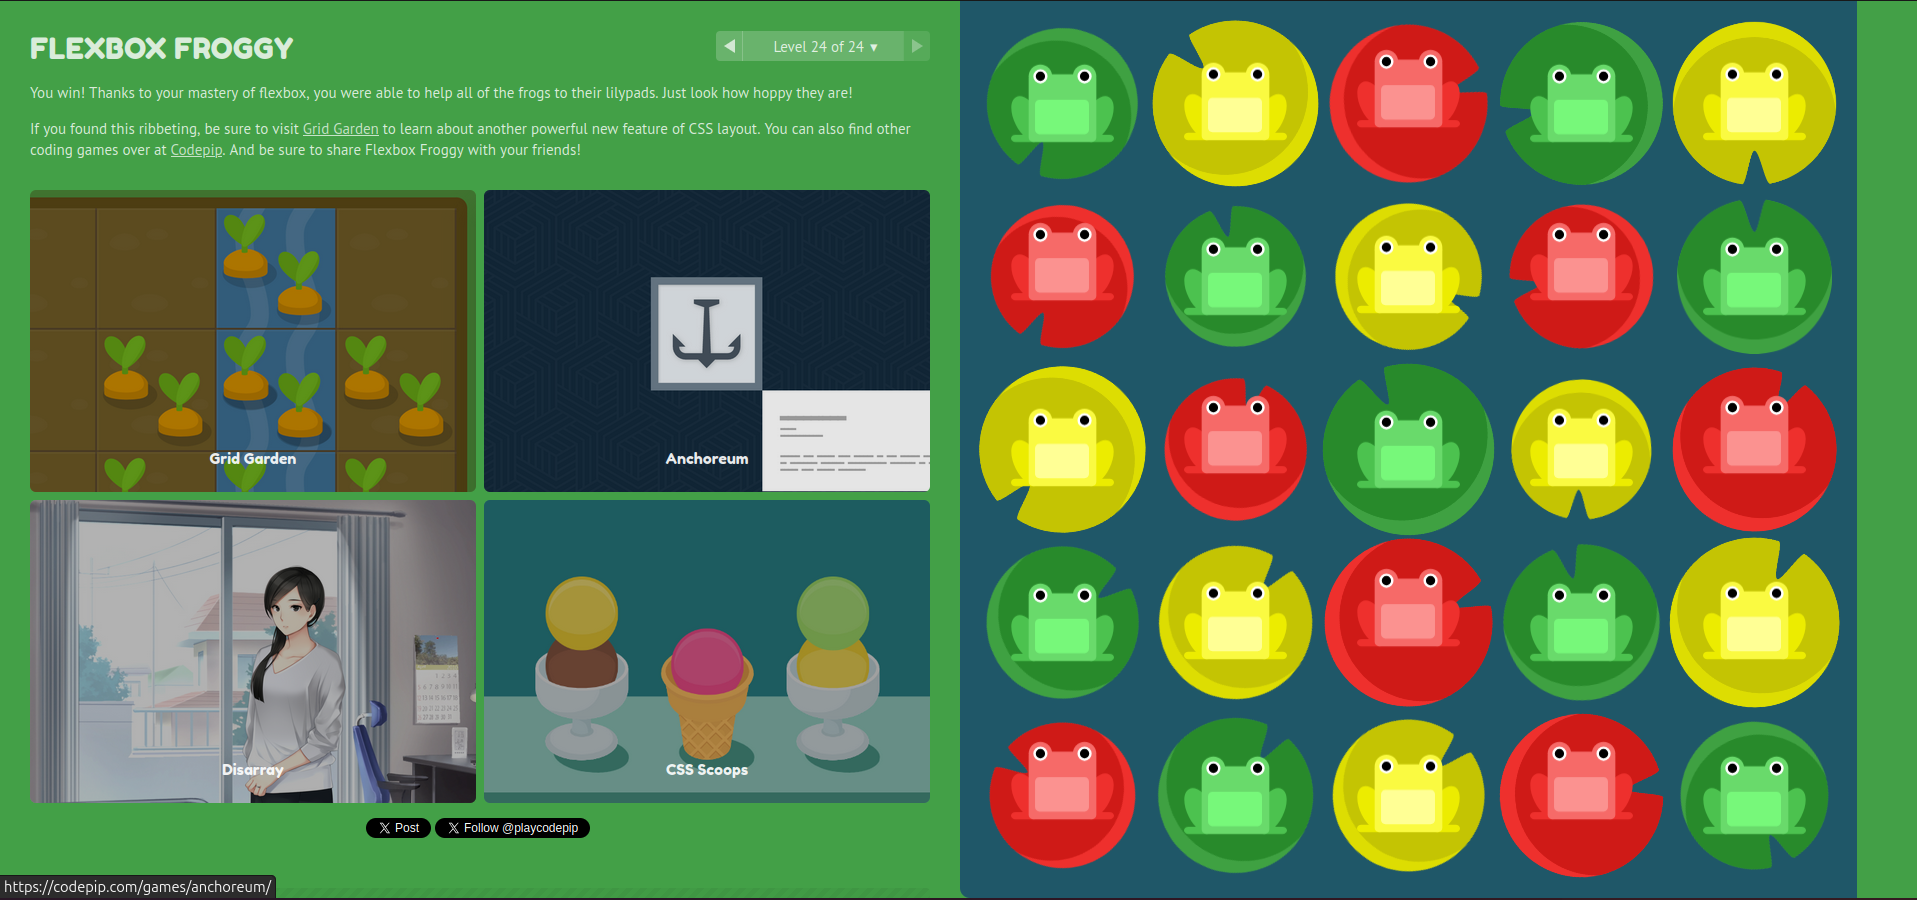 FLEXBOX FROGGY
◀ Level 24 of 24 ▼ ▶
You win! Thanks to your mastery of flexbox, you were able to help all of the frogs to their lilypads. Just look how hoppy they are!
If you found this ribbeting, be sure to visit Grid Garden to learn about another powerful new feature of CSS layout. You can also find other
coding games over at Codepip. And be sure to share Flexbox Froggy with your friends!
Grid Garden
Anchoreum
Disarray
CSS Scoops
Post
Follow @playcodepip
https://codepip.com/games/anchoreum/